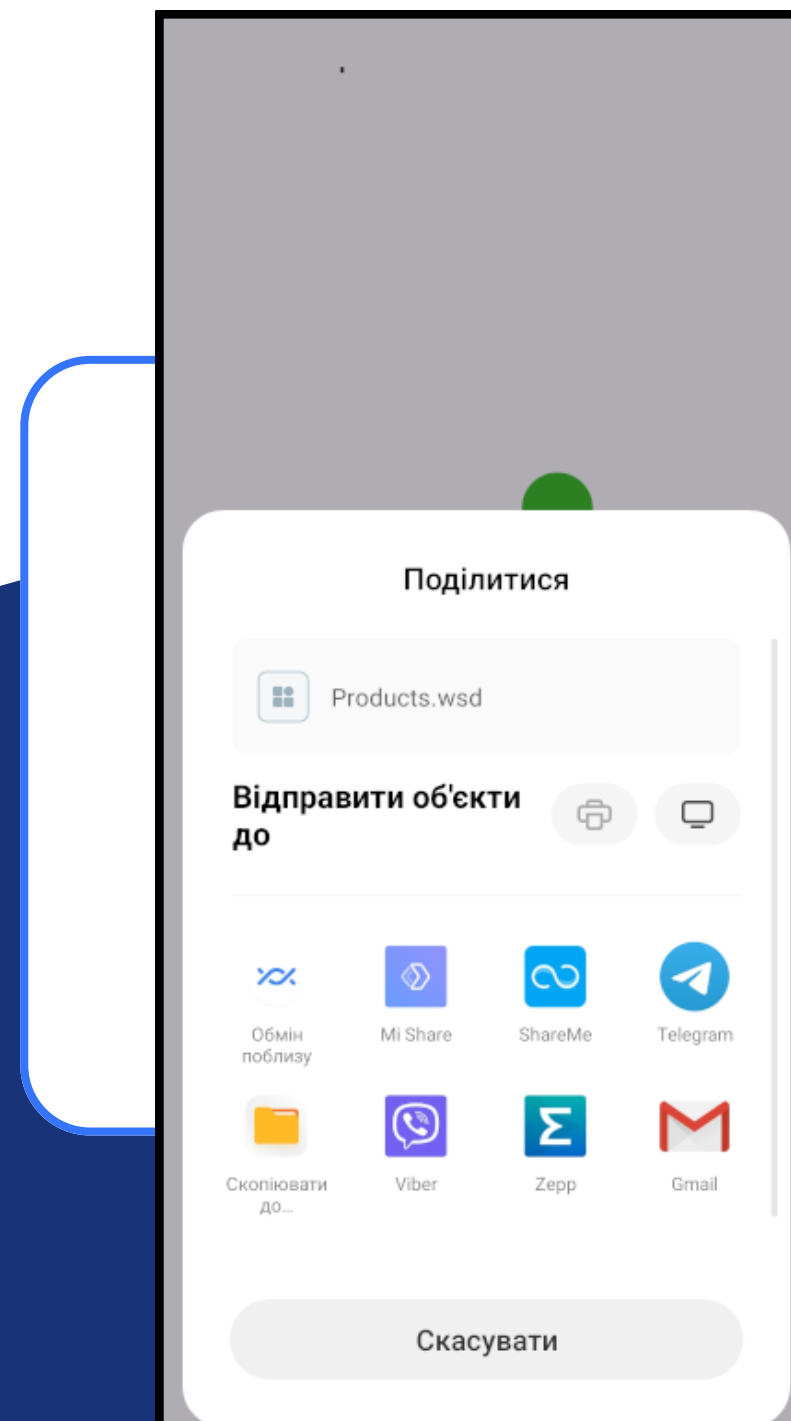 Поділитися
Products.wsd
Відправити об'єкти
до
Обмін
поблизу
Mi Share
ShareMe
Telegram
Скопіювати
до...
Viber
Zepp
Gmail
Скасувати